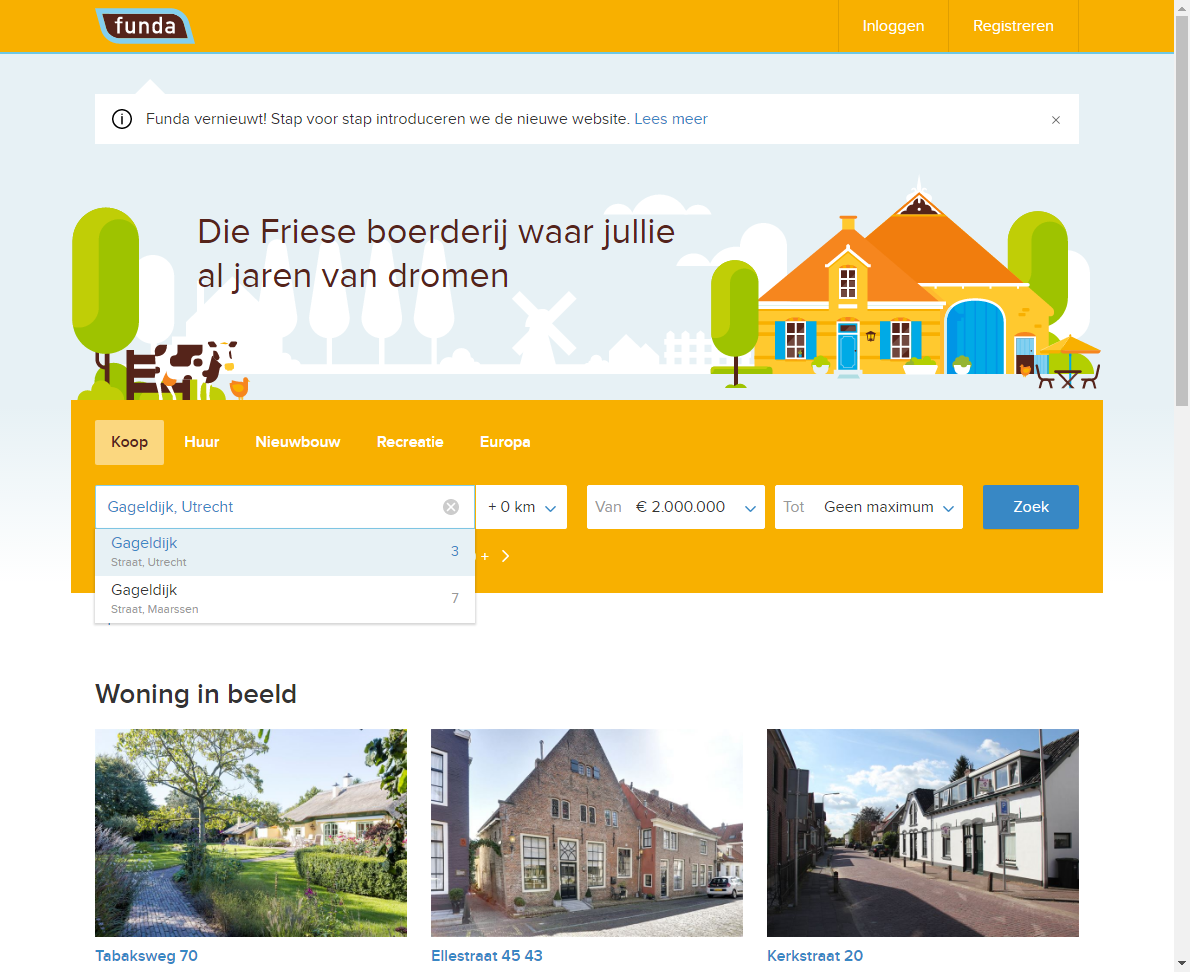 funda
Inloggen
Registreren
Funda vernieuwt! Stap voor stap introduceren we de nieuwe website. Lees meer
Die Friese boerderij waar jullie
al jaren van dromen
Koop
Huur
Nieuwbouw
Recreatie
Europa
Gageldijk, Utrecht
+ 0 km
Van € 2.000.000
Tot Geen maximum
Zoek
Gageldijk
3
Straat, Utrecht
+
Gageldijk
7
Straat, Maarssen
Woning in beeld
Tabaksweg 70
Ellestraat 45 43
Kerkstraat 20